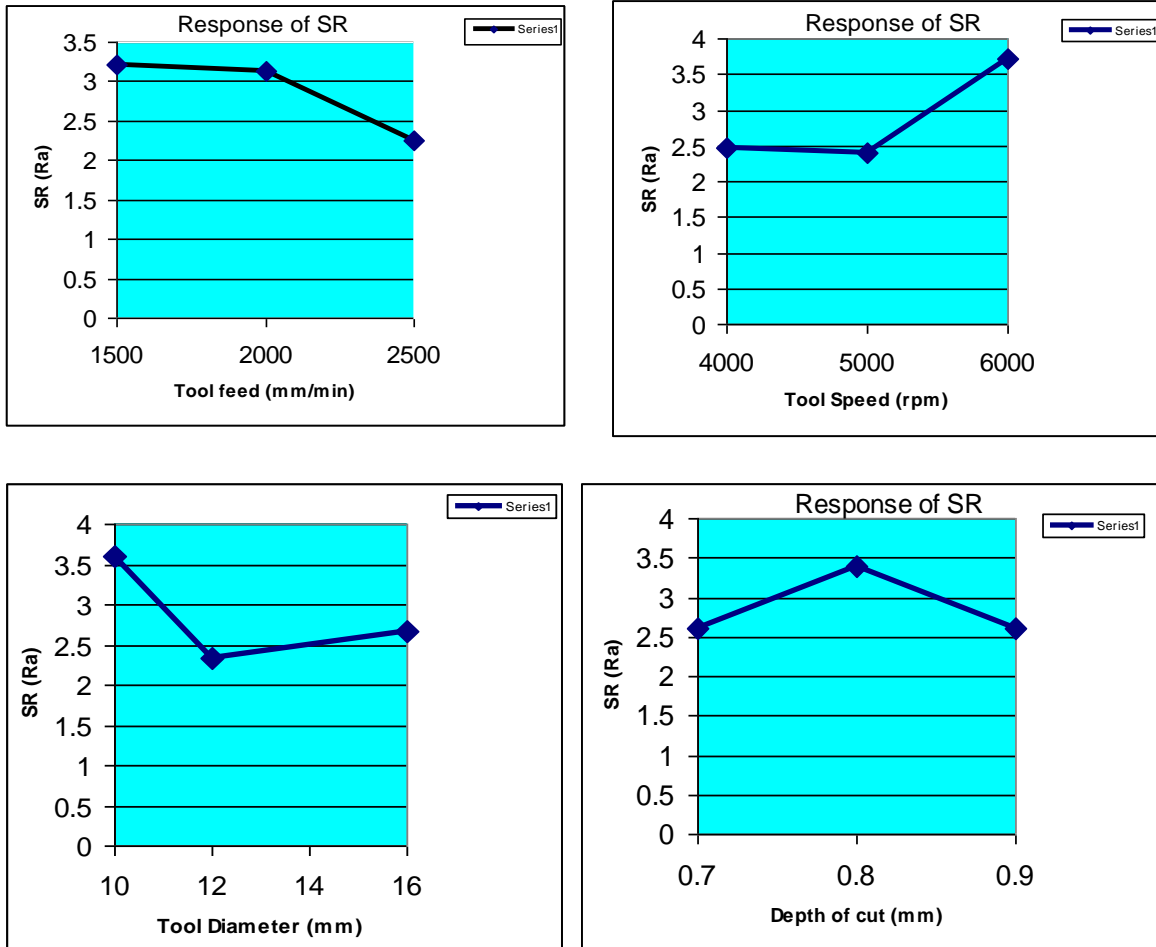 Response of SR
Series1
3.5
3
2.5
2
1.5
1
0.5
0
SR (Ra)
1500 2000 2500
Tool feed (mm/min)
Response of SR
Series1
4
3.5
3
2.5
2
1.5
1
0.5
0
SR (Ra)
4000 5000 6000
Tool Speed (rpm)
Series1
4
3.5
3
2.5
2
1.5
1
0.5
0
SR (Ra)
10 12 14 16
Tool Diameter (mm)
Response of SR
Series1
4
3.5
3
2.5
2
1.5
1
0.5
0
SR (Ra)
0.7 0.8 0.9
Depth of cut (mm)